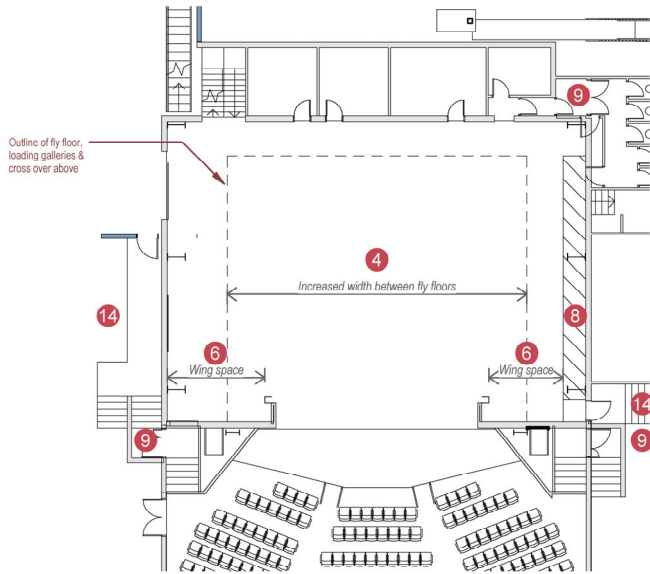 9
Outline of fly floor,
loading galleries &
cross over above
4
Increased width between fly floors
14
8
6
Wing space
6
Wing space
14
9
9